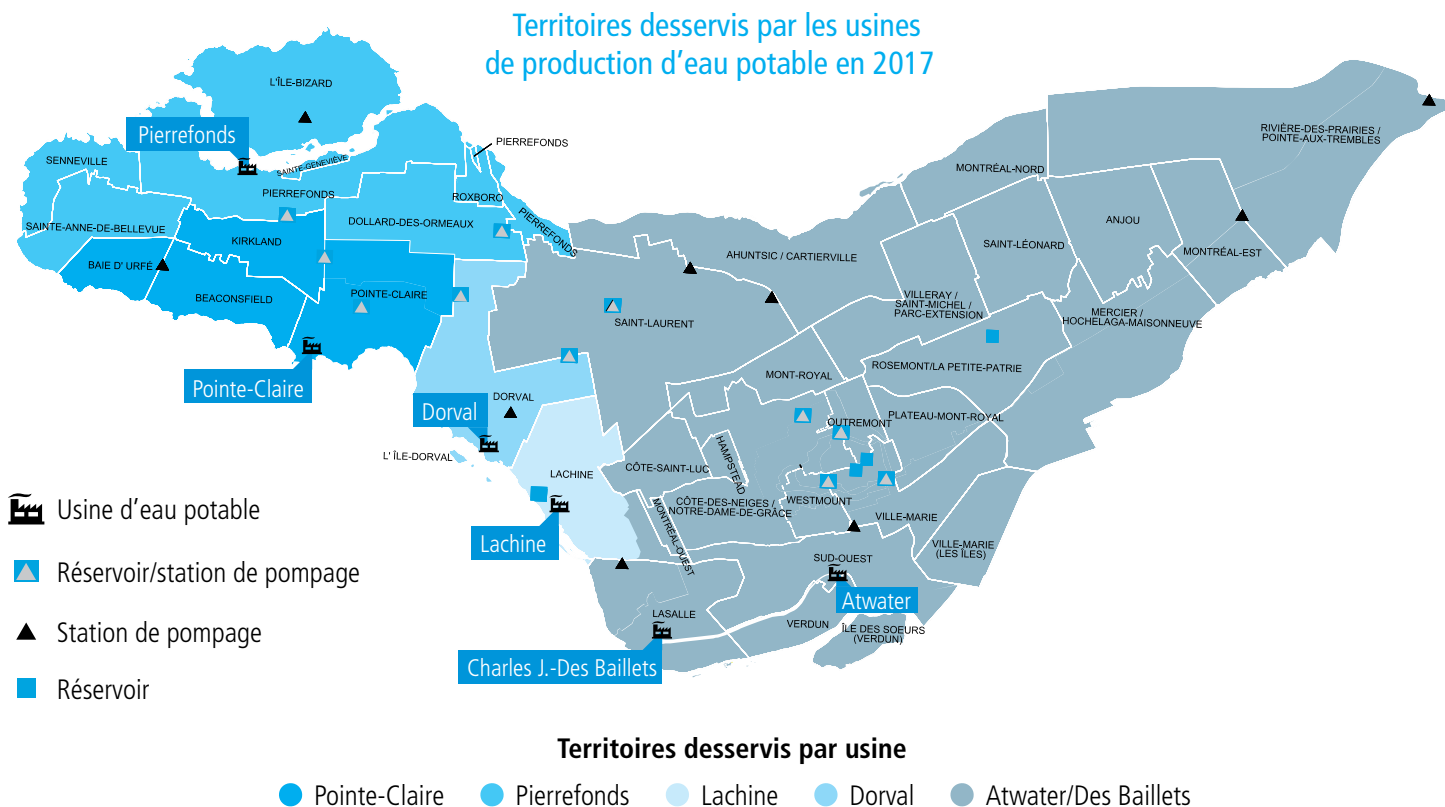 Territoires desservis par les usines
de production d'eau potable en 2017
L'ÎLE-BIZARD
Pierrefonds
SENNEVILLE
SAINTE-GENEVIÈVE
PIERREFONDS
PIERREFONDS
ROXBORO
SAINTE-ANNE-DE-BELLEVUE
DOLLARD-DES-ORMEAUX
PIERREFONDS
KIRKLAND
BAIE D' URFÉ
BEACONSFIELD
POINTE-CLAIRE
Pointe-Claire
RIVIÈRE-DES-PRAIRIES /
POINTE-AUX-TREMBLES
MONTRÉAL-NORD
ANJOU
SAINT-LÉONARD
MONTRÉAL-EST
AHUNTSIC / CARTIERVILLE
VILLERAY /
SAINT-MICHEL /
PARC-EXTENSION
MERCIER /
HOCHELAGA-MAISONNEUVE
SAINT-LAURENT
ROSEMONT/LA PETITE-PATRIE
MONT-ROYAL
DORVAL
Dorval
L' ÎLE-DORVAL
OUTREMONT
PLATEAU-MONT-ROYAL
HAMPSTEAD
CÔTE-SAINT-LUC
LACHINE
Lachine
MONTRÉAL-OUEST
CÔTE-DES-NEIGES /
NOTRE-DAME-DE-GRÂCE
WESTMOUNT
VILLE-MARIE
VILLE-MARIE
(LES ÎLES)
SUD-OUEST
Atwater
LASALLE
VERDUN
ÎLE DES SOEURS
(VERDUN)
Charles J.-Des Baillets
Usine d'eau potable
Réservoir/station de pompage
Station de pompage
Réservoir
Territoires desservis par usine
Pointe-Claire Pierrefonds Lachine Dorval Atwater/Des Baillets